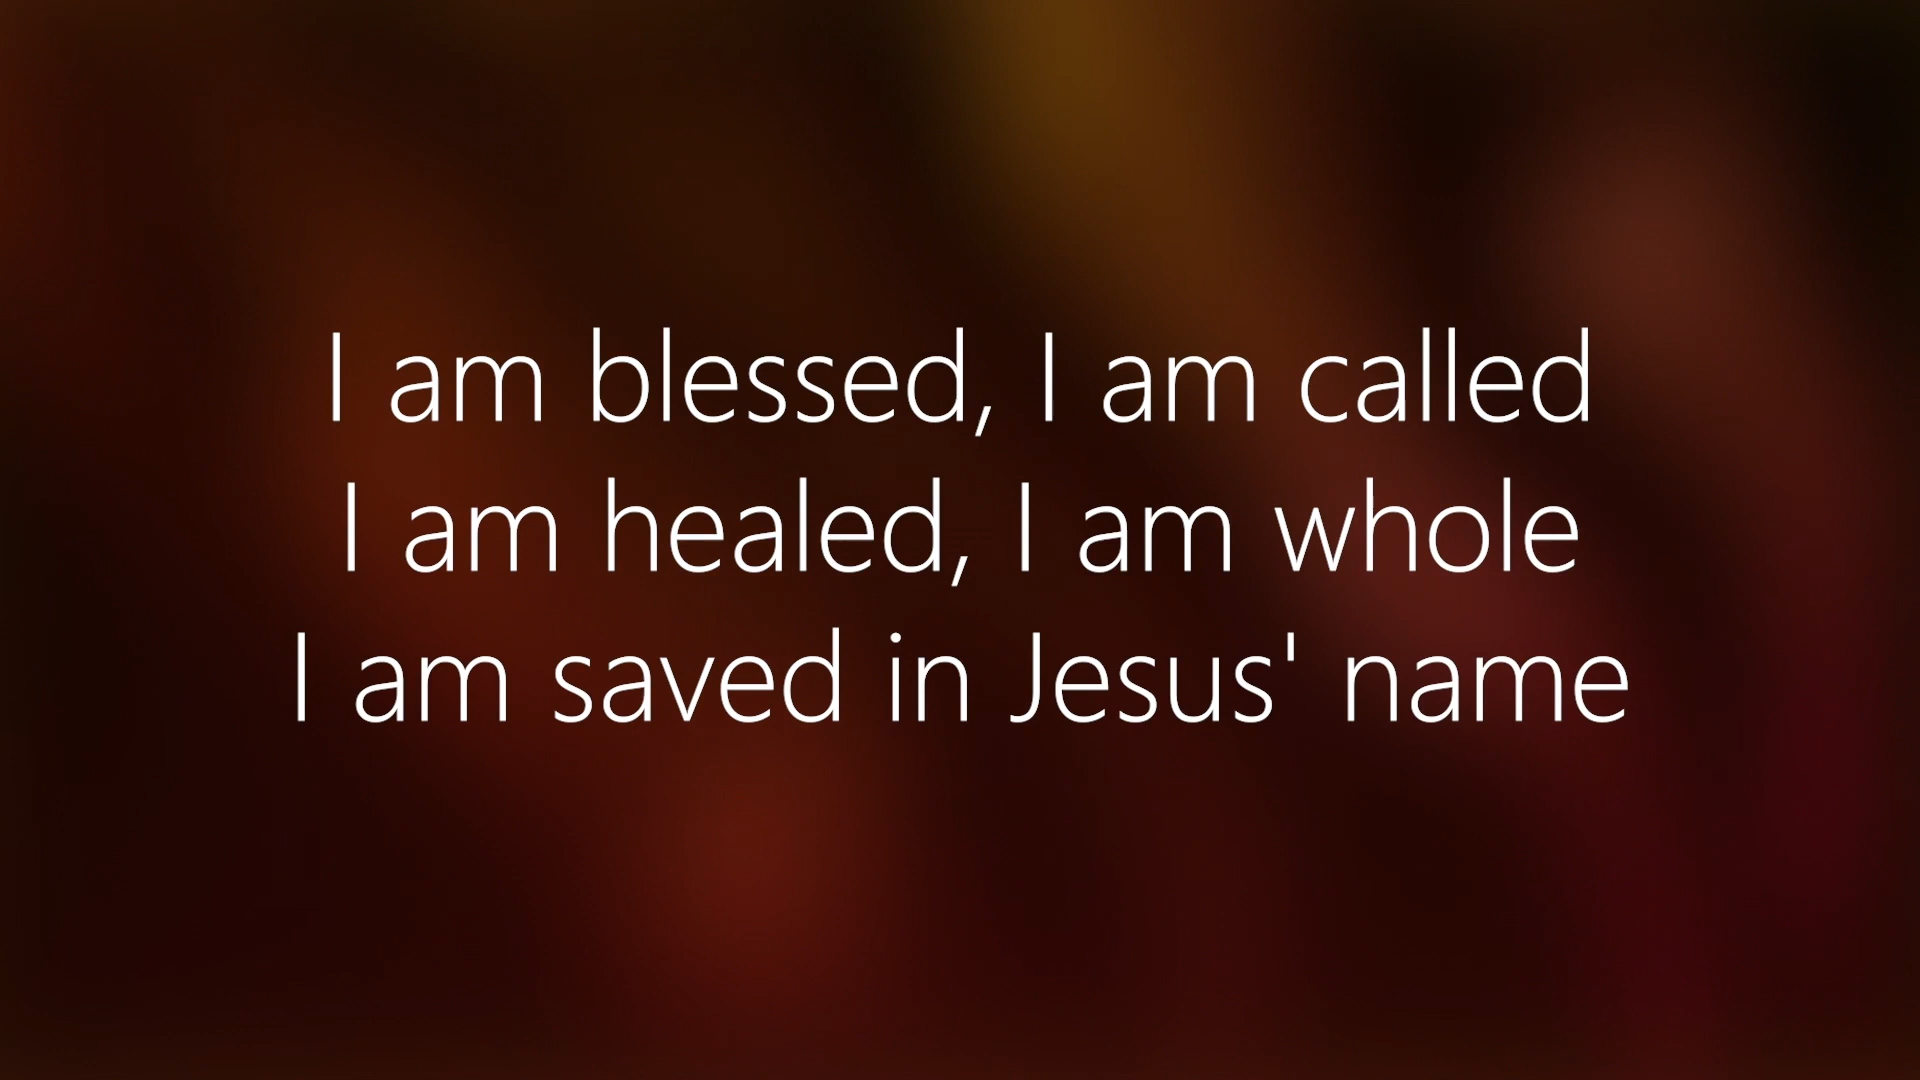 I am blessed, I am called
I am healed, I am whole
I am saved in Jesus' name